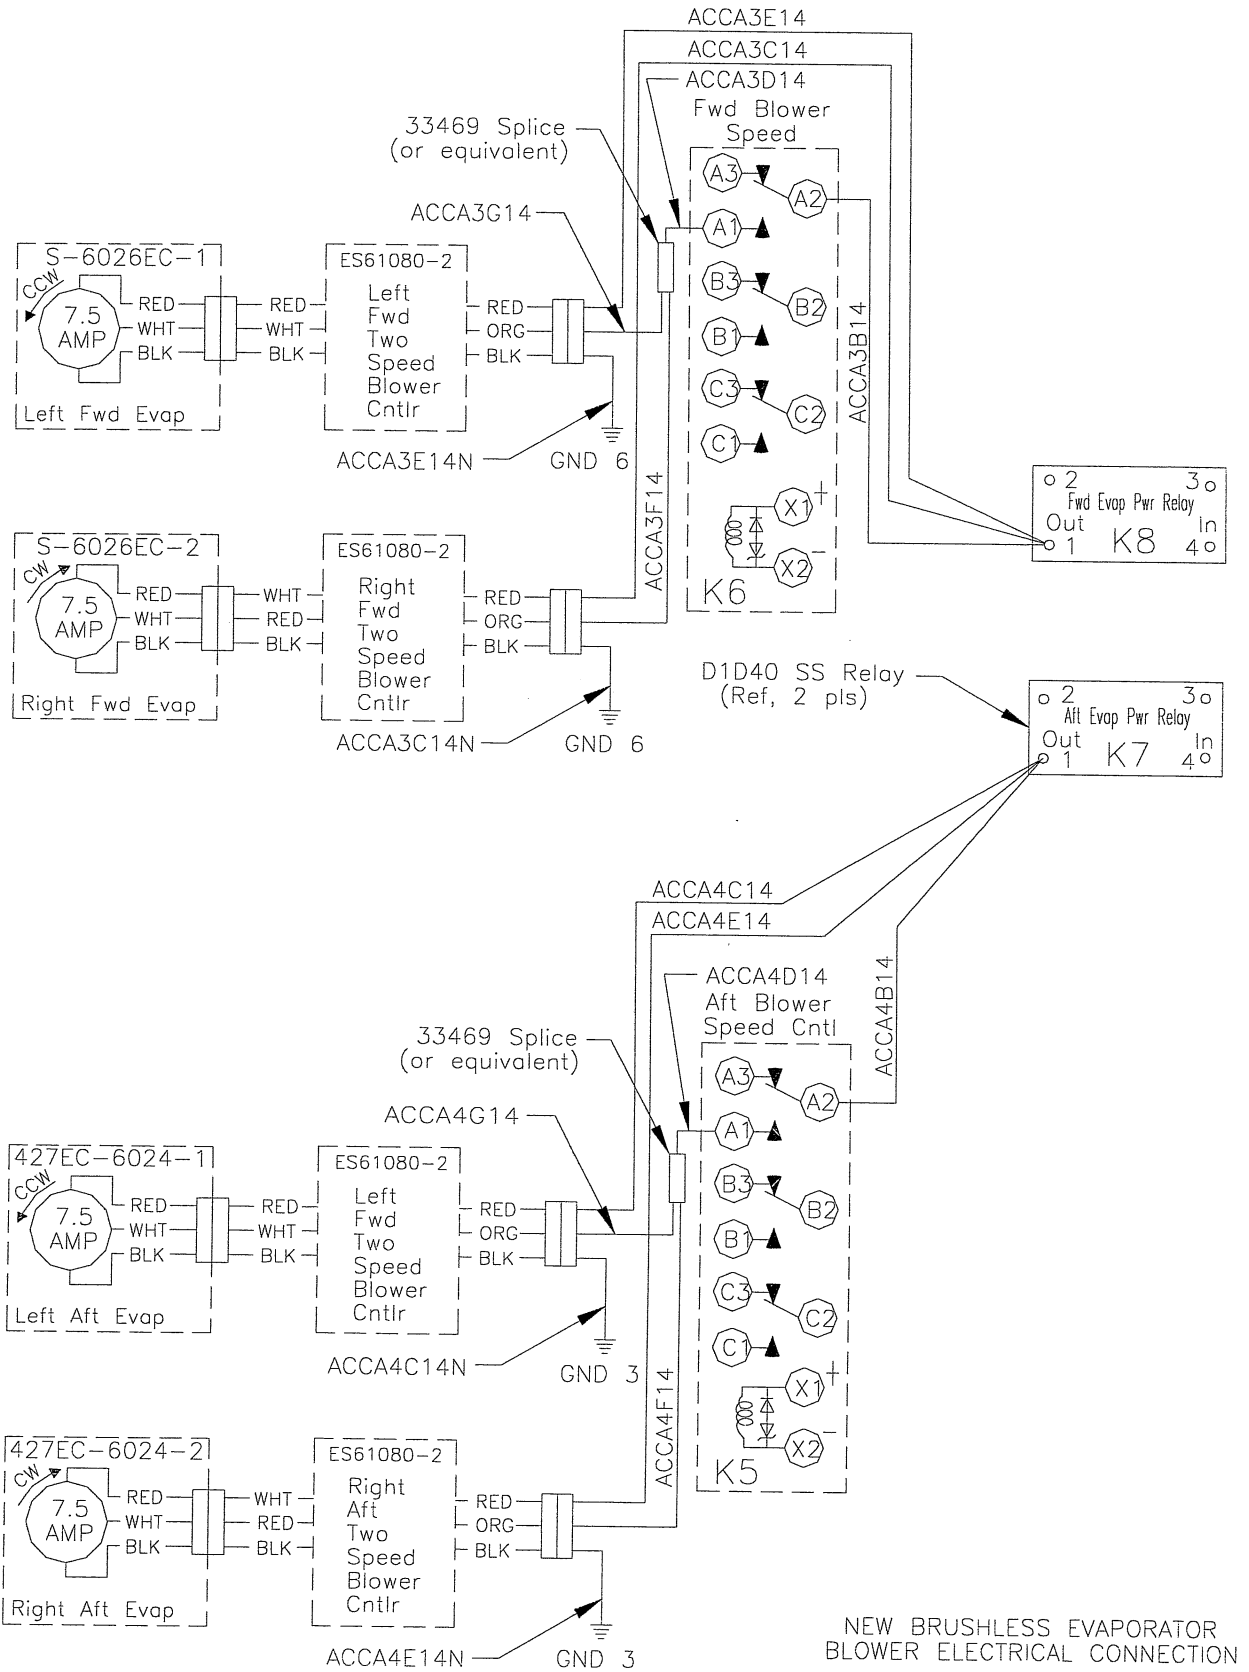 ACCA3E14
ACCA3C14
ACCA3D14
Fwd Blower
Speed
33469 Splice
(or equivalent)
ACCA3G14
A3
A2
A1
B3
B2
B1
C3
C2
C1
X1 +
X2 -
K6
ACCA3B14
S-6026EC-1
CCW
7.5
AMP
RED
WHT
BLK
Left Fwd Evap
RED
WHT
BLK
ES61080-2
Left
Fwd
Two
Speed
Blower
Cntlr
RED
ORG
BLK
ACCA3E14N
GND 6
ACCA3F14
2
3
Fwd Evap Pwr Relay
Out
In
1
K8
4
S-6026EC-2
CW
7.5
AMP
RED
WHT
BLK
Right Fwd Evap
WHT
RED
BLK
ES61080-2
Right
Fwd
Two
Speed
Blower
Cntlr
RED
ORG
BLK
ACCA3C14N
GND 6
D1D40 SS Relay
(Ref, 2 pls)
2
3
Aft Evap Pwr Relay
Out
In
1
K7
4
ACCA4C14
ACCA4E14
ACCA4D14
Aft Blower
Speed Cntl
ACCA4B14
33469 Splice
(or equivalent)
ACCA4G14
A3
A2
A1
B3
B2
B1
C3
C2
C1
X1 +
X2 -
K5
427EC-6024-1
CCW
7.5
AMP
RED
WHT
BLK
Left Aft Evap
RED
WHT
BLK
ES61080-2
Left
Fwd
Two
Speed
Blower
Cntlr
RED
ORG
BLK
ACCA4C14N
GND 3
ACCA4F14
427EC-6024-2
CW
7.5
AMP
RED
WHT
BLK
Right Aft Evap
WHT
RED
BLK
ES61080-2
Right
Aft
Two
Speed
Blower
Cntlr
RED
ORG
BLK
ACCA4E14N
GND 3
NEW BRUSHLESS EVAPORATOR
BLOWER ELECTRICAL CONNECTION